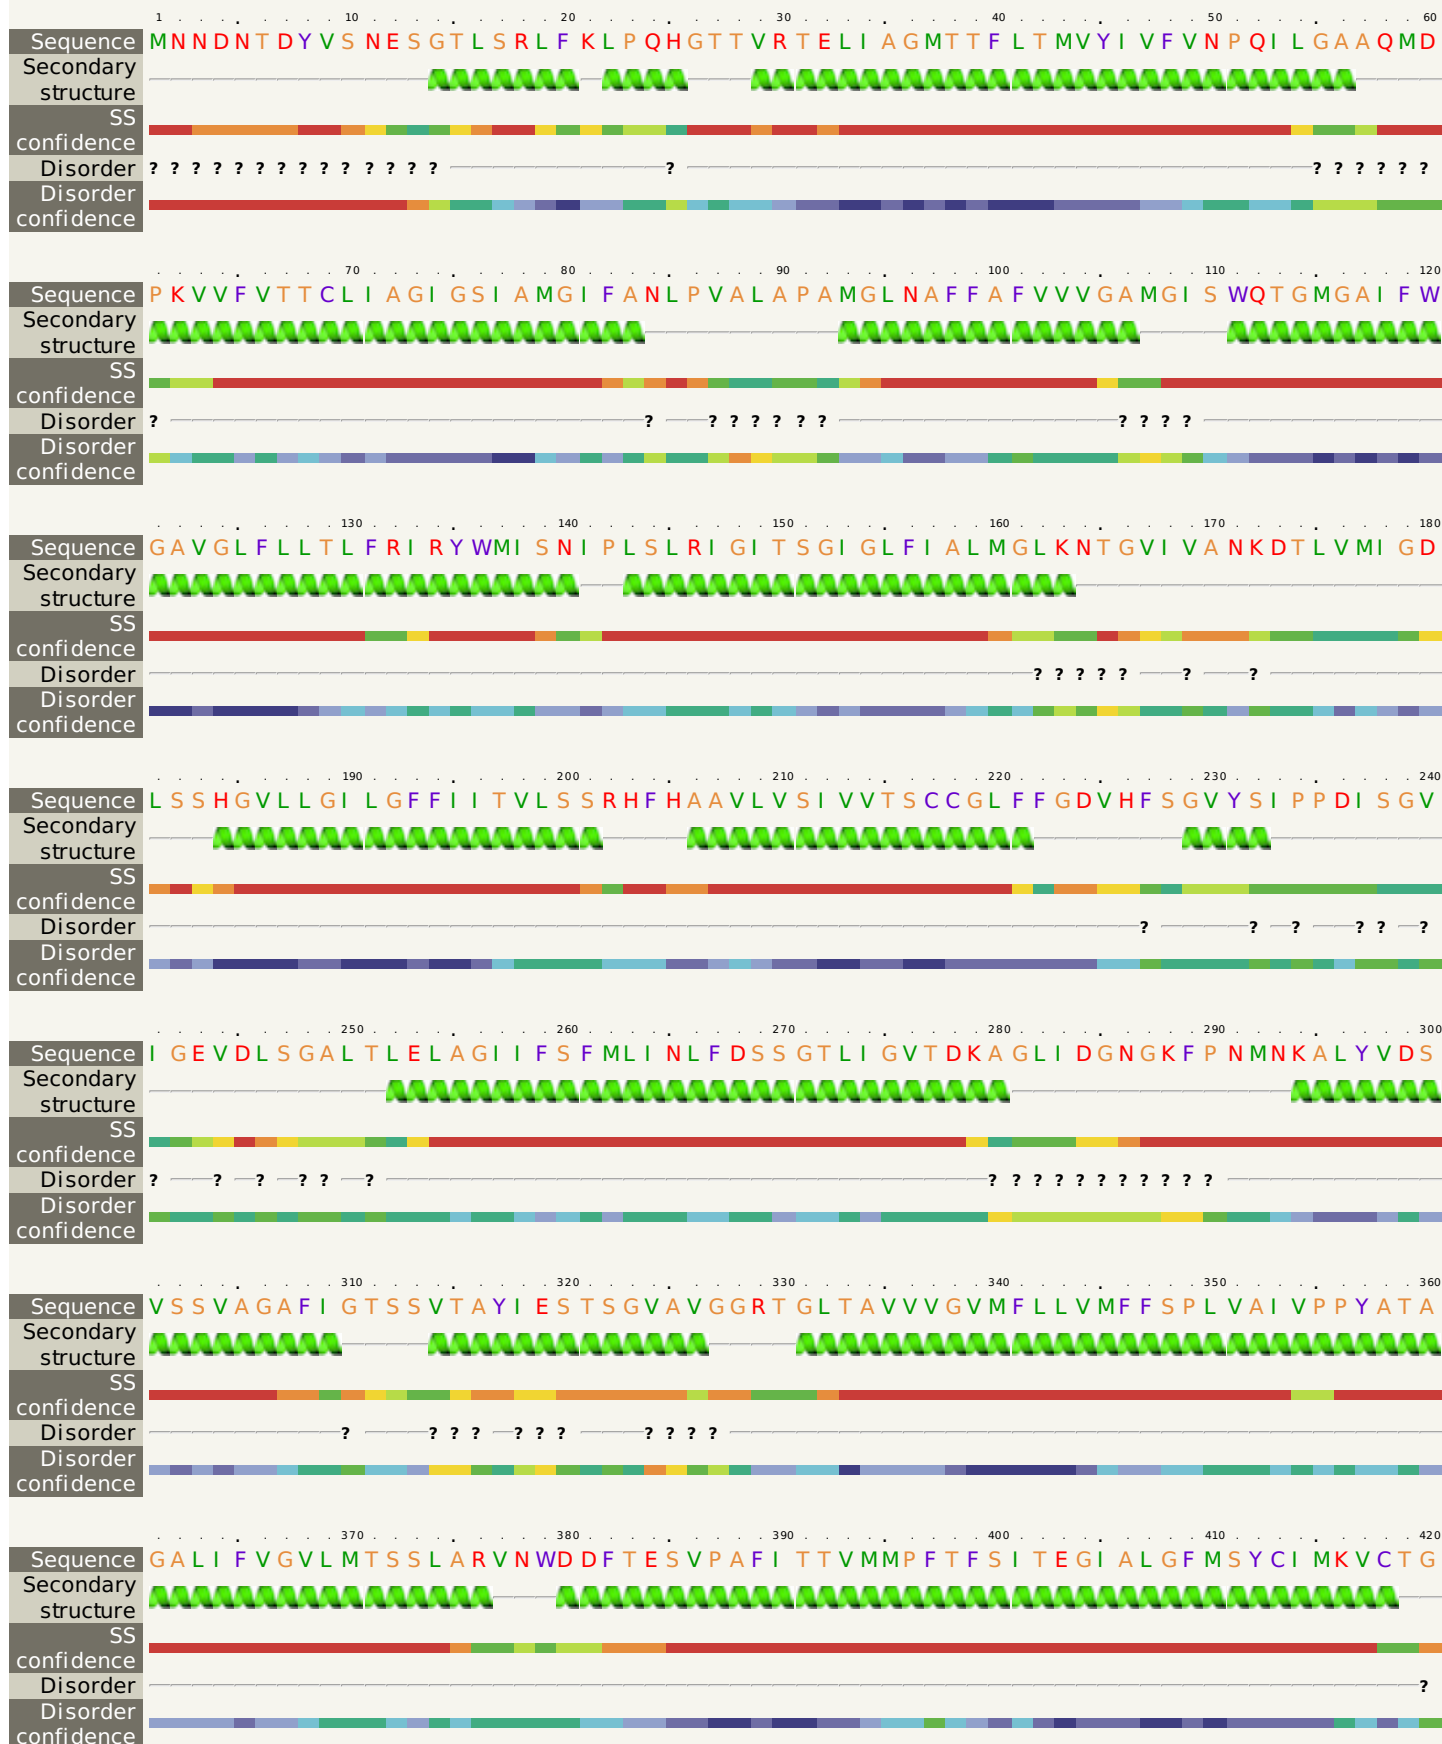 1 10 20 30 40 50 60
Sequence MNNDNTDYVSNESGTLSRLFKLPQHGTTVRTELIAGMTTFLTMVYIVFVNPQILGAAQMD
Secondary
structure
SS
confidence
Disorder ? ? ? ? ? ? ? ? ? ? ? ? ? ? ? ? ? ? ? ? ?
Disorder
confidence
70 80 90 100 110 120
Sequence PKVVFVTTCLIAGIGSIAMGIFANLPVALAPAMGLNAFFAFVVVGAMGISWQTGMGAIFW
Secondary
structure
SS
confidence
Disorder ? ? ? ? ? ? ? ? ? ? ? ?
Disorder
confidence
130 140 150 160 170 180
Sequence GAVGLFLLTLFRIRYWMISNIPLSLRIGITSGIGLFIALMGLKNTGVIVANKDTLVMIGD
Secondary
structure
SS
confidence
Disorder ? ? ? ? ? ? ?
Disorder
confidence
190 200 210 220 230 240
Sequence LSSHGVLLGILGFFIITVLSSRHFHAAVLVSIVVTSCCGLFFGDVHFSGVYSIPPDISGV
Secondary
structure
SS
confidence
Disorder ? ? ? ? ? ?
Disorder
confidence
250 260 270 280 290 300
Sequence IGEVDLSGALTLELAGIIFSFMLINLFDSSGTLIGVTDKAGLIDGNGKFPNMNKALYVDS
Secondary
structure
SS
confidence
Disorder ? ? ? ? ? ? ? ? ? ? ? ? ? ? ? ? ?
Disorder
confidence
310 320 330 340 350 360
Sequence VSSVAGAFIGTSSVTAYIESTSGVAVGGRTGLTAVVVGVMFLLVMFFSPLVAIVPPYATA
Secondary
structure
SS
confidence
Disorder ? ? ? ? ? ? ? ? ? ? ?
Disorder
confidence
370 380 390 400 410 420
Sequence GALIFVGVLMTSSLARVNWDDFTESVPAFITTVMMPFTFSITEGIALGFMSYCIMKVCTG
Secondary
structure
SS
confidence
Disorder ?
Disorder
confidence